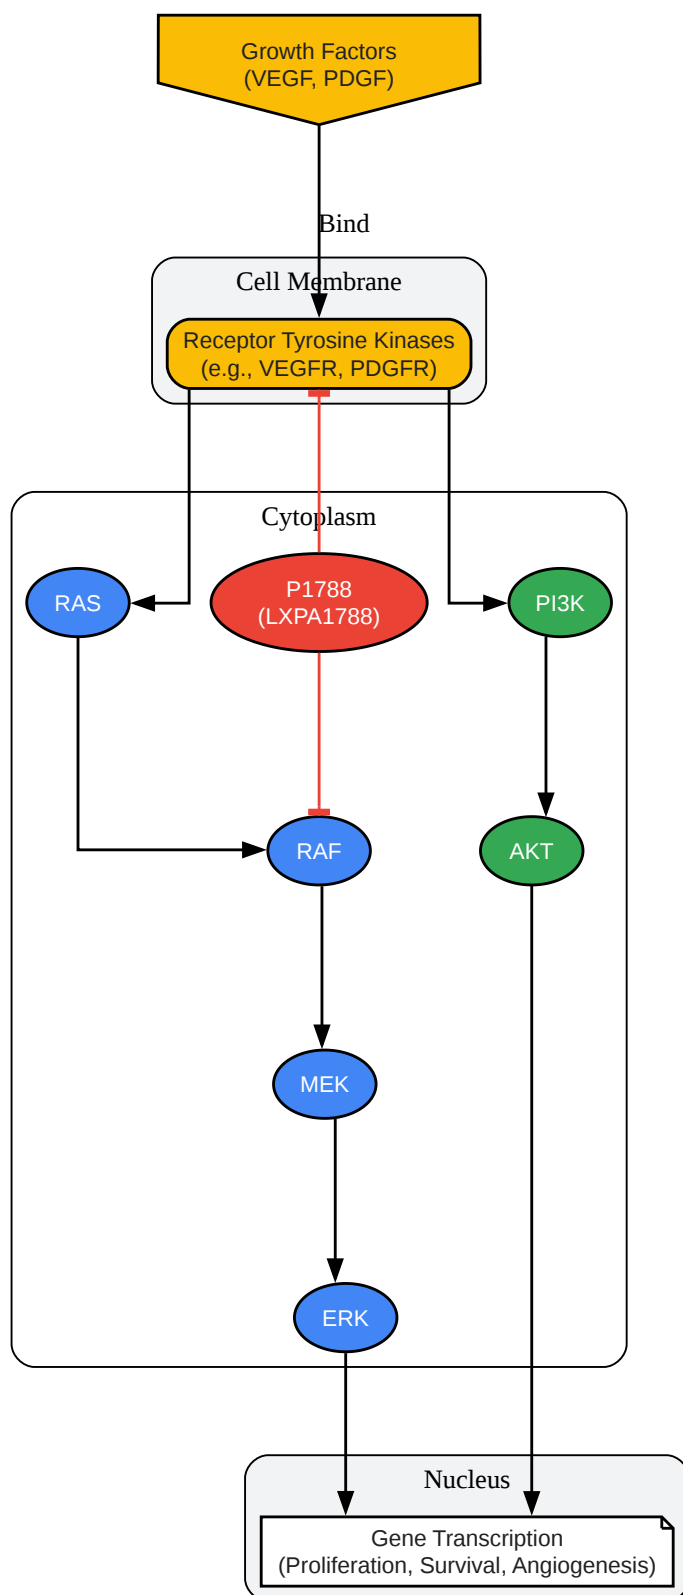 Growth Factors
(VEGF, PDGF)
Bind
Cell Membrane
Receptor Tyrosine Kinases
(e.g., VEGFR, PDGFR)
Cytoplasm
RAS
P1788
(LXPA1788)
PI3K
RAF
AKT
MEK
ERK
Nucleus
Gene Transcription
(Proliferation, Survival, Angiogenesis)